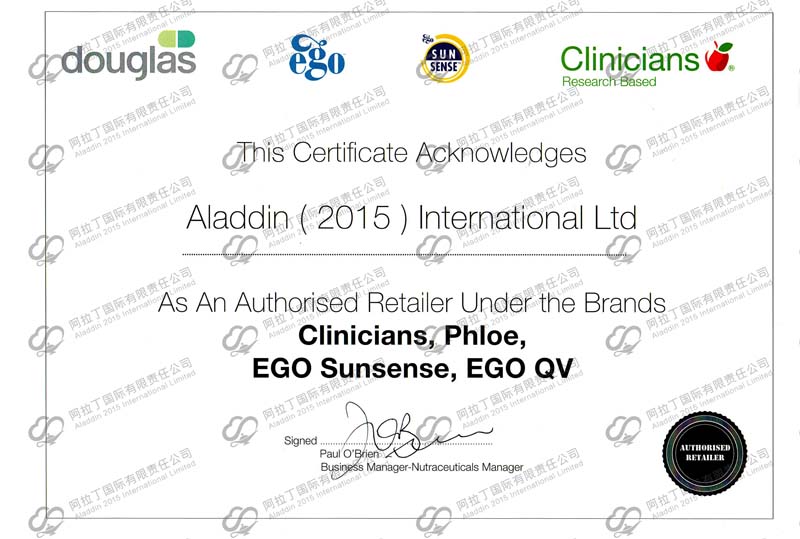 douglas
ego
ego
SUN
SENSE
Clinicians
Research Based
This Certificate Acknowledges
Aladdin ( 2015 ) International Ltd
As An Authorised Retailer Under the Brands
Clinicians, Phloe,
EGO Sunsense, EGO QV
Signed
Paul O'Brien
Business Manager-Nutraceuticals Manager
AUTHORISED
RETAILER
阿拉丁国际有限责任公司
Aladdin 2015 International Limited